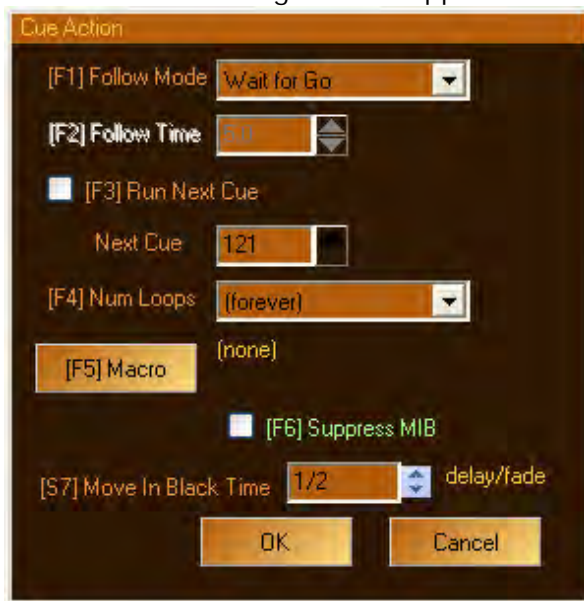 Cue Action
[F1] Follow Mode Wait for Go
[F2] Follow Time 5.0
[F3] Run Next Cue
Next Cue 121
[F4] Num Loops (forever)
[F5] Macro (none)
[F6] Suppress MIB
[S7] Move In Black Time 1/2 delay/fade
OK Cancel